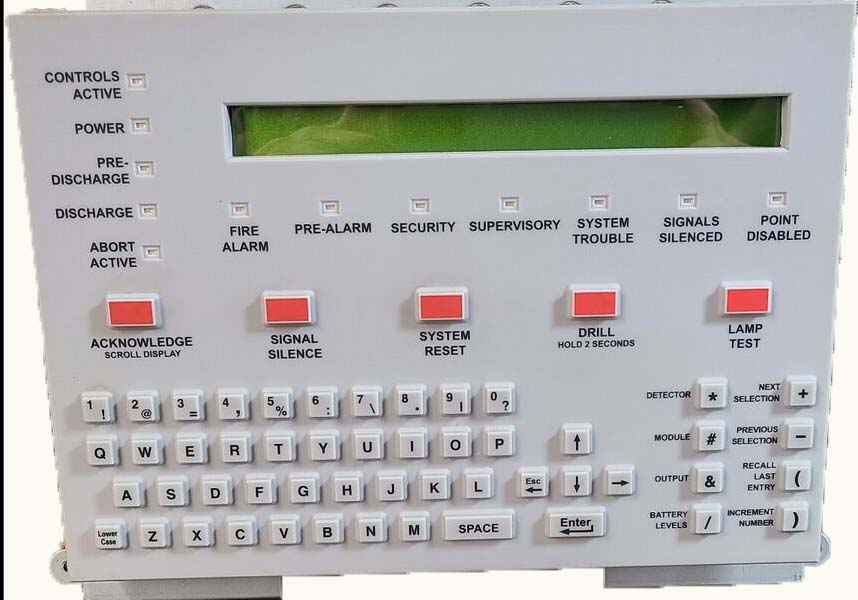 CONTROLS
ACTIVE
POWER
PRE-
DISCHARGE
DISCHARGE
ABORT
ACTIVE
FIRE
ALARM
PRE-ALARM
SECURITY
SUPERVISORY
SYSTEM
TROUBLE
SIGNALS
SILENCED
POINT
DISABLED
ACKNOWLEDGE
SCROLL DISPLAY
SIGNAL
SILENCE
SYSTEM
RESET
DRILL
HOLD 2 SECONDS
LAMP
TEST
1 ! 2 @ 3 = 4 , 5 % 6 : 7 \ 8 . 9 | 0 ?
Q W E R T Y U I O P
A S D F G H J K L
Lower
Case
Z X C V B N M SPACE
↑
Esc
←
↓ →
Enter
DETECTOR *
NEXT
SELECTION +
MODULE #
PREVIOUS
SELECTION −
OUTPUT &
RECALL
LAST
ENTRY (
BATTERY
LEVELS /
INCREMENT
NUMBER )